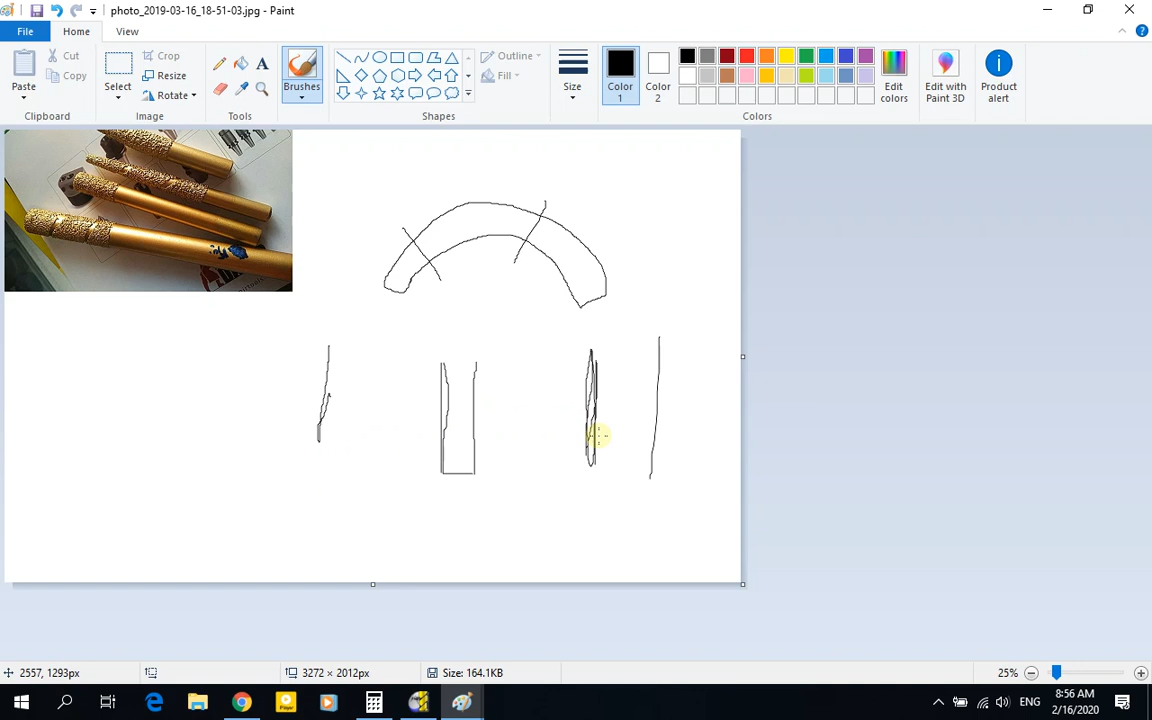 photo_2019-03-16_18-51-03.jpg - Paint
File
Home
View
Paste
Cut
Copy
Clipboard
Select
Crop
Resize
Rotate
Image
Tools
Brushes
Shapes
Outline
Fill
Size
Color 1
Color 2
Colors
Edit colors
Edit with Paint 3D
Product alert
2557, 1293px
3272 × 2012px
Size: 164.1KB
25%
Player
ENG
8:56 AM
2/16/2020